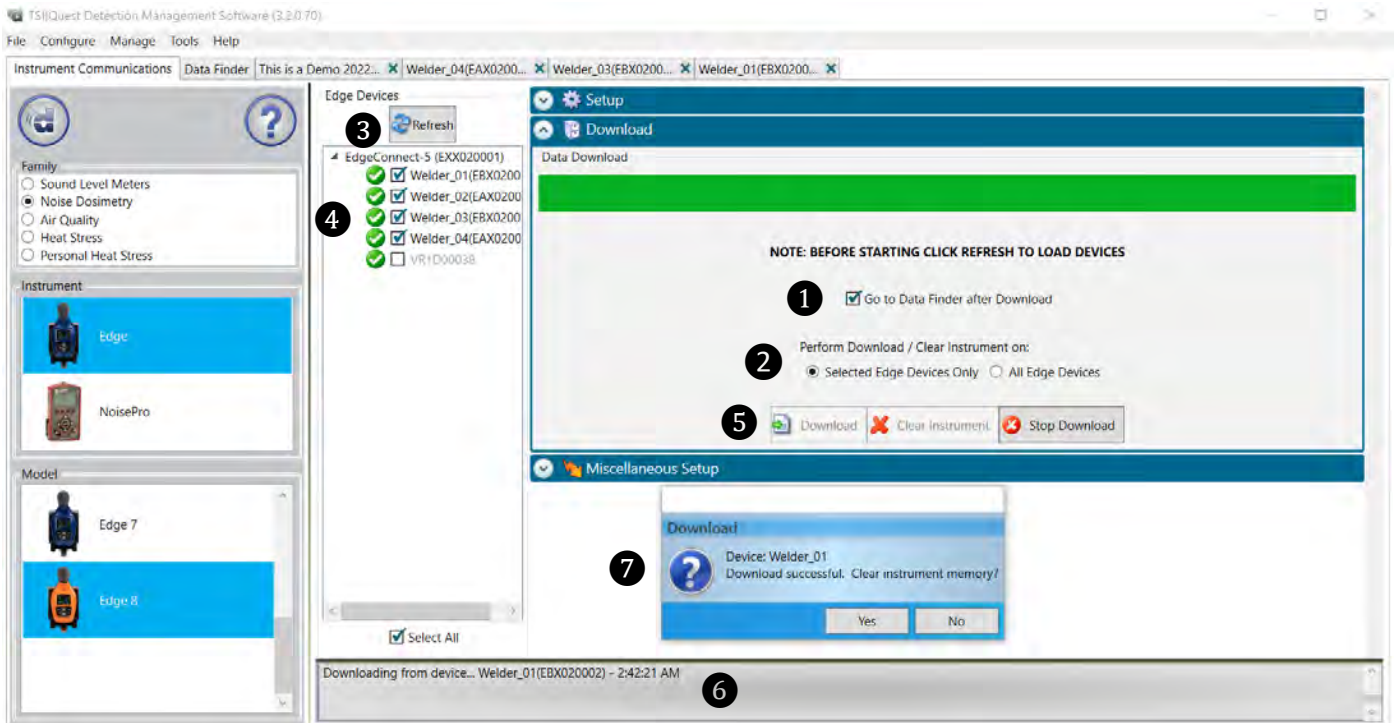 TSI|Quest Detection Management Software (3.2.0.70)
File Configure Manage Tools Help
Instrument Communications Data Finder This is a Demo 2022:.. Welder_04(EAX0200... Welder_03(EBX0200... Welder_01(EBX0200...
Family
Sound Level Meters
Noise Dosimetry
Air Quality
Heat Stress
Personal Heat Stress
Instrument
Edge
NoisePro
Model
Edge 7
Edge 8
Edge Devices
3 Refresh
EdgeConnect-5 (EXX020001)
Welder_01(EBX0200
Welder_02(EAX0200
4 Welder_03(EBX0200
Welder_04(EAX0200
VR1D00038
Select All
Setup
Download
Data Download
NOTE: BEFORE STARTING CLICK REFRESH TO LOAD DEVICES
1 Go to Data Finder after Download
Perform Download / Clear Instrument on:
2 Selected Edge Devices Only All Edge Devices
5 Download Clear Instrument Stop Download
Miscellaneous Setup
Download
7 Device: Welder_01
Download successful. Clear instrument memory?
Yes No
Downloading from device... Welder_01(EBX020002) - 2:42:21 AM
6